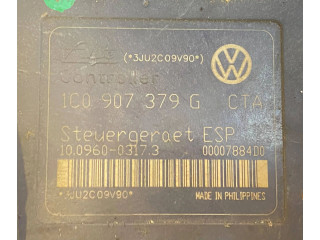 (*3JU2C09V90*)
Controller
1C0 907 379 G CTA
Steuergeraet ESP
10.0960-0317.3 0000788400
*3JU2C09V90*
MADE IN PHILIPPINES